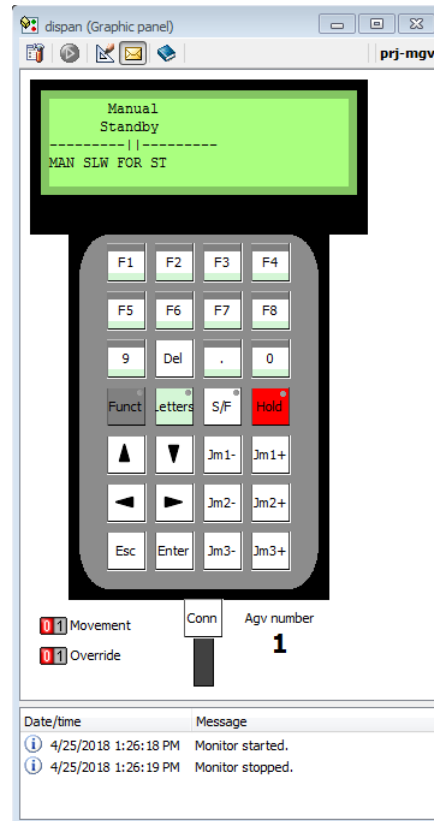 dispan (Graphic panel)
prj-mgv
Manual
Standby
---------||---------
MAN SLW FOR ST
F1 F2 F3 F4
F5 F6 F7 F8
9 Del . 0
Funct Letters S/F Hold
Jm1- Jm1+
Jm2- Jm2+
Esc Enter Jm3- Jm3+
0 1 Movement Conn Agv number
0 1 Override 1
Date/time Message
4/25/2018 1:26:18 PM Monitor started.
4/25/2018 1:26:19 PM Monitor stopped.